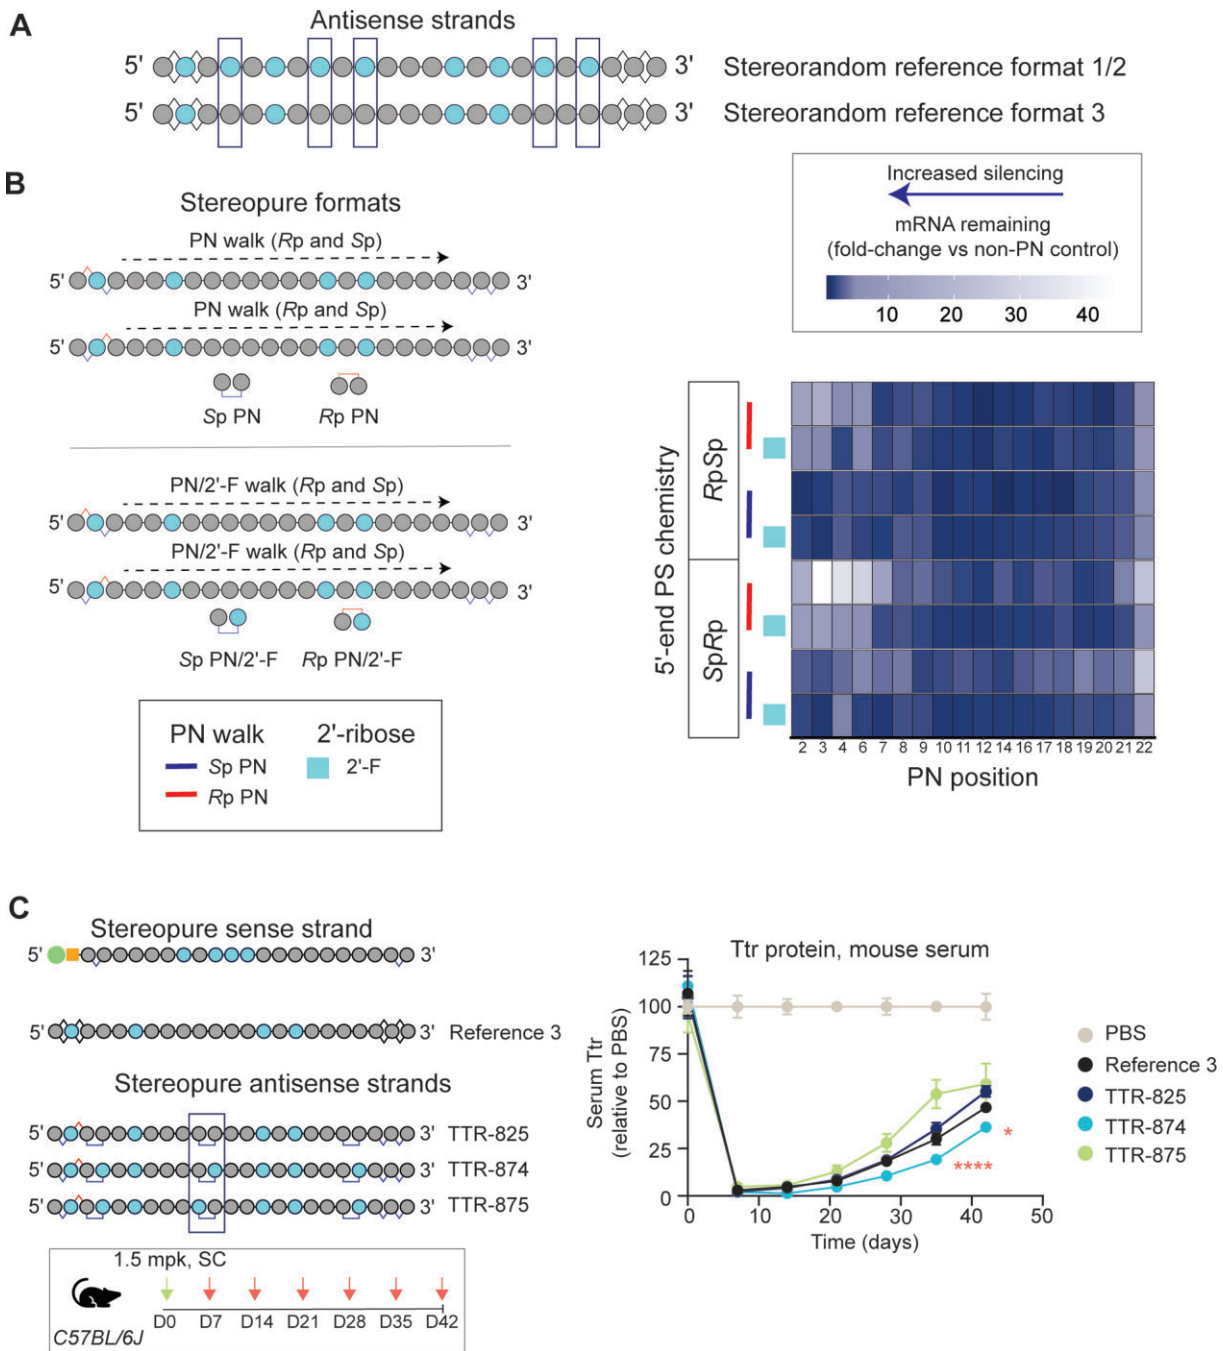 A
Antisense strands
5' 3' Stereorandom reference format 1/2
5' 3' Stereorandom reference format 3
B
Stereopure formats
PN walk (Rp and Sp)
5' 3'
PN walk (Rp and Sp)
5' 3'
Sp PN Rp PN
PN/2'-F walk (Rp and Sp)
5' 3'
PN/2'-F walk (Rp and Sp)
5' 3'
Sp PN/2'-F Rp PN/2'-F
PN walk 2'-ribose
Sp PN 2'-F
Rp PN
Increased silencing
mRNA remaining
(fold-change vs non-PN control)
10 20 30 40
5'-end PS chemistry
RpSp
SpRp
2 3 4 6 7 8 9 10 11 12 14 16 17 18 19 20 21 22
PN position
C
Stereopure sense strand
5' 3'
5' 3' Reference 3
Stereopure antisense strands
5' 3' TTR-825
5' 3' TTR-874
5' 3' TTR-875
1.5 mpk, SC
D0 D7 D14 D21 D28 D35 D42
C57BL/6J
Ttr protein, mouse serum
Serum Ttr
(relative to PBS)
125
100
75
50
25
0
0 10 20 30 40 50
Time (days)
*
****
PBS
Reference 3
TTR-825
TTR-874
TTR-875